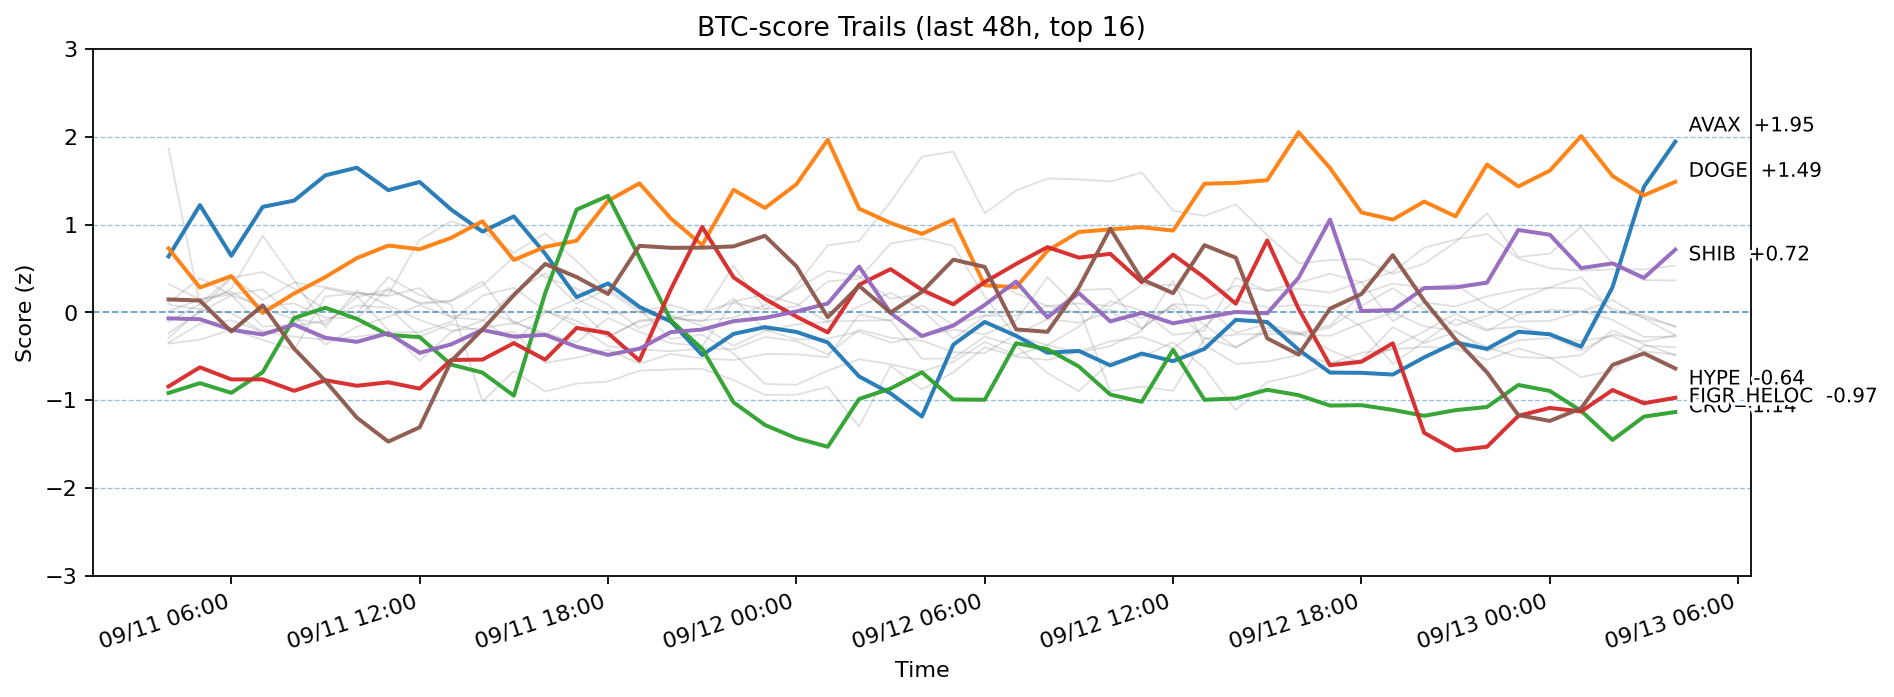 BTC-score Trails (last 48h, top 16)
3
2
1
0
−1
−2
−3
Score (z)
AVAX +1.95
DOGE +1.49
SHIB +0.72
HYPE -0.64
FIGR_HELOC -0.97
CRO −1.14
09/11 06:00
09/11 12:00
09/11 18:00
09/12 00:00
09/12 06:00
09/12 12:00
09/12 18:00
09/13 00:00
09/13 06:00
Time